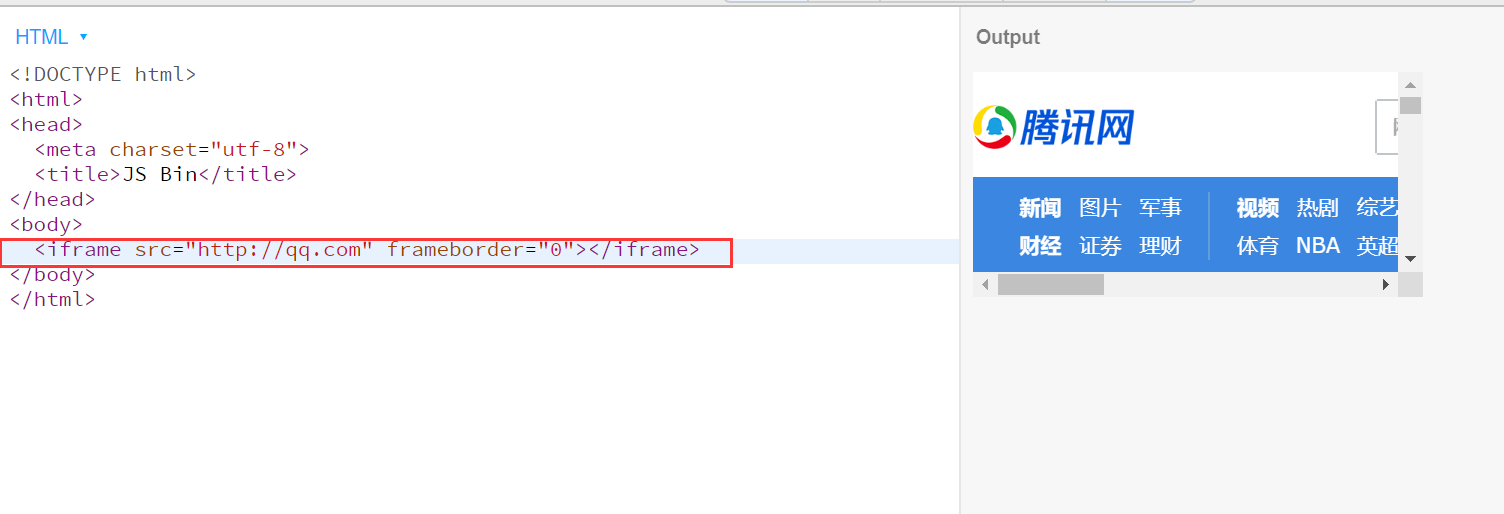 HTML
<!DOCTYPE html>
<html>
<head>
<meta charset="utf-8">
<title>JS Bin</title>
</head>
<body>
<iframe src="http://qq.com" frameborder="0"></iframe>
</body>
</html>
Output
腾讯网
新闻 图片 军事 视频 热剧 综艺
财经 证券 理财 体育 NBA 英超